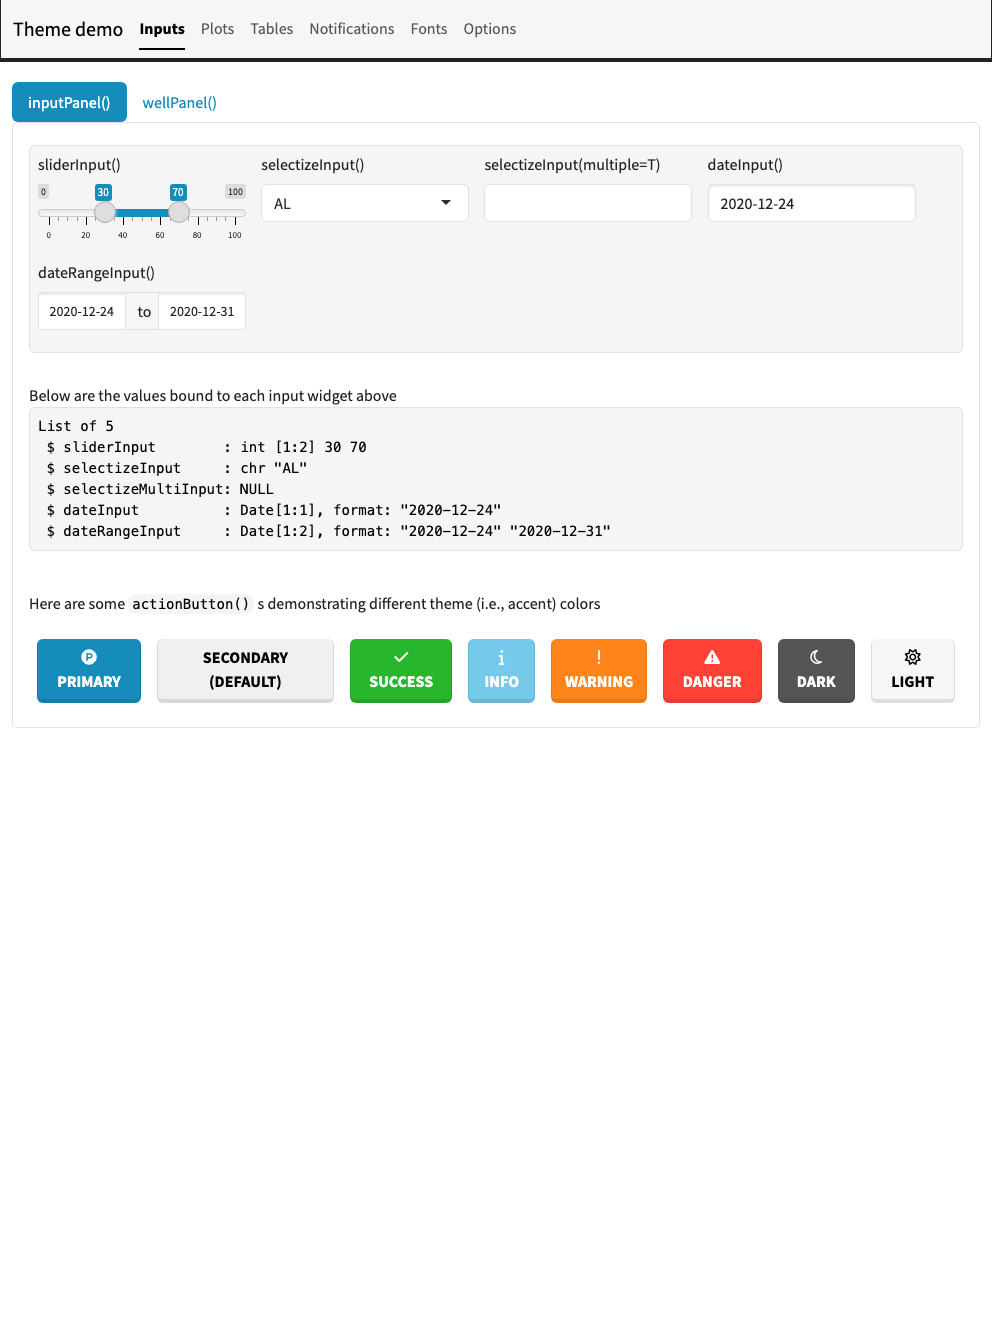 Theme demo Inputs Plots Tables Notifications Fonts Options
inputPanel() wellPanel()
sliderInput() selectizeInput() selectizeInput(multiple=T) dateInput()
0 30 70 100
AL 2020-12-24
0 20 40 60 80 100
dateRangeInput()
2020-12-24 to 2020-12-31
Below are the values bound to each input widget above
List of 5
$ sliderInput : int [1:2] 30 70
$ selectizeInput : chr "AL"
$ selectizeMultiInput: NULL
$ dateInput : Date[1:1], format: "2020-12-24"
$ dateRangeInput : Date[1:2], format: "2020-12-24" "2020-12-31"
Here are some actionButton() s demonstrating different theme (i.e., accent) colors
PRIMARY
SECONDARY
(DEFAULT)
SUCCESS
INFO
WARNING
DANGER
DARK
LIGHT